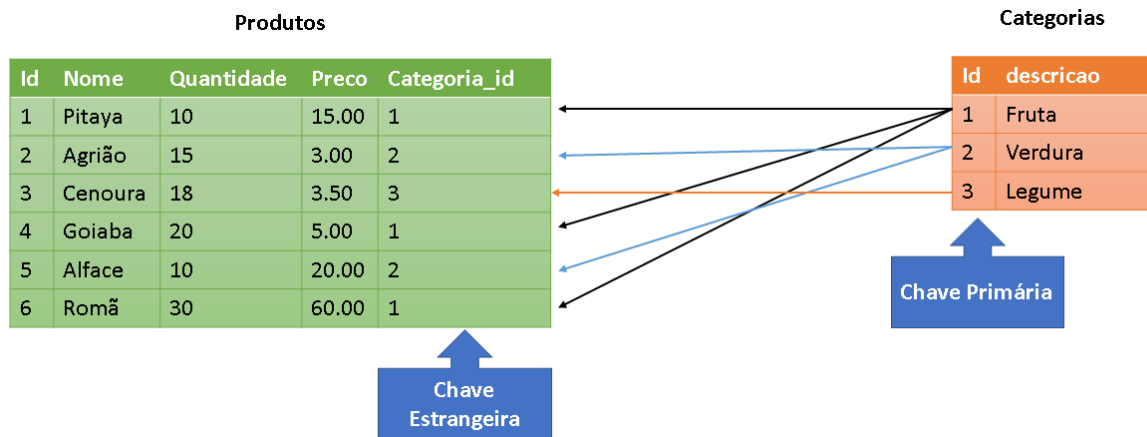 Produtos
Categorias
Id Nome Quantidade Preco Categoria_id
1 Pitaya 10 15.00 1
2 Agrião 15 3.00 2
3 Cenoura 18 3.50 3
4 Goiaba 20 5.00 1
5 Alface 10 20.00 2
6 Romã 30 60.00 1
Chave
Estrangeira
Id descricao
1 Fruta
2 Verdura
3 Legume
Chave Primária